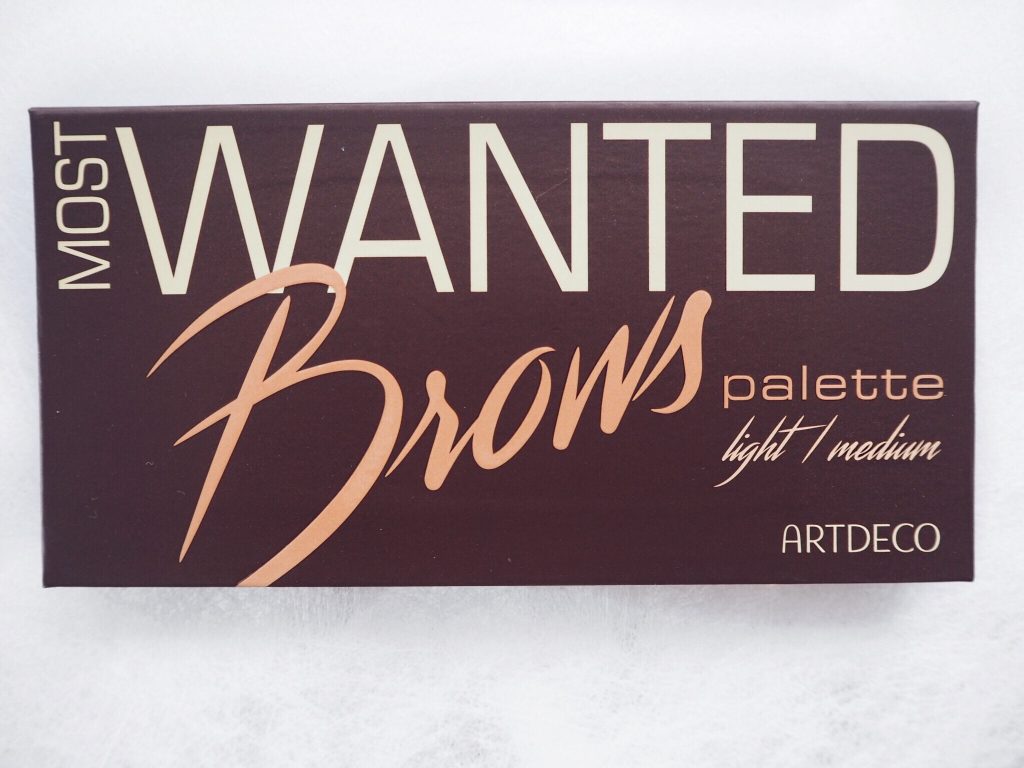 MOST
WANTED
Brows
palette
light / medium
ARTDECO